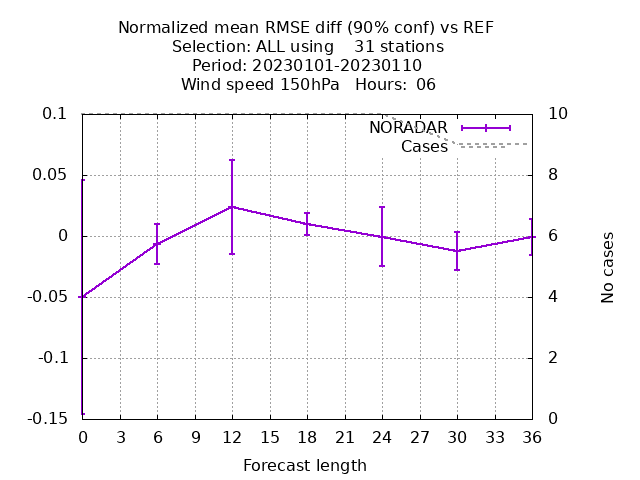 Normalized mean RMSE diff (90% conf) vs REF
Selection: ALL using    31 stations
Period: 20230101-20230110
Wind speed 150hPa   Hours:  06
0.1
0.05
0
-0.05
-0.1
-0.15
10
8
6
4
2
0
NORADAR
Cases
No cases
0 3 6 9 12 15 18 21 24 27 30 33 36
Forecast length